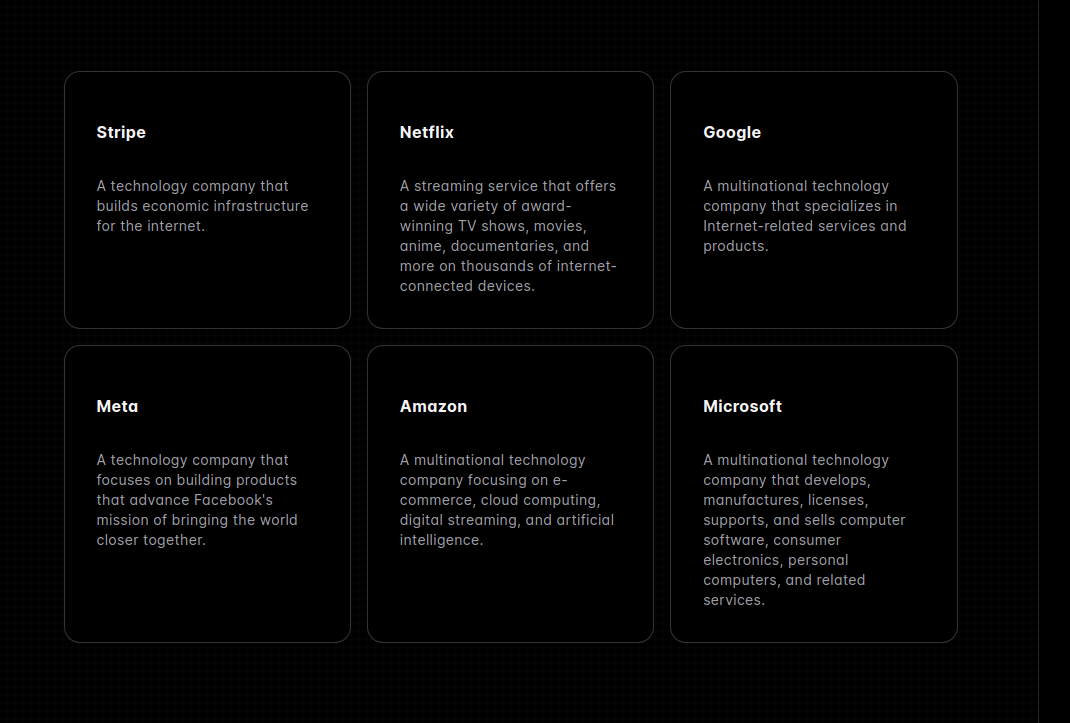 Stripe
A technology company that
builds economic infrastructure
for the internet.
Netflix
A streaming service that offers
a wide variety of award-
winning TV shows, movies,
anime, documentaries, and
more on thousands of internet-
connected devices.
Google
A multinational technology
company that specializes in
Internet-related services and
products.
Meta
A technology company that
focuses on building products
that advance Facebook's
mission of bringing the world
closer together.
Amazon
A multinational technology
company focusing on e-
commerce, cloud computing,
digital streaming, and artificial
intelligence.
Microsoft
A multinational technology
company that develops,
manufactures, licenses,
supports, and sells computer
software, consumer
electronics, personal
computers, and related
services.